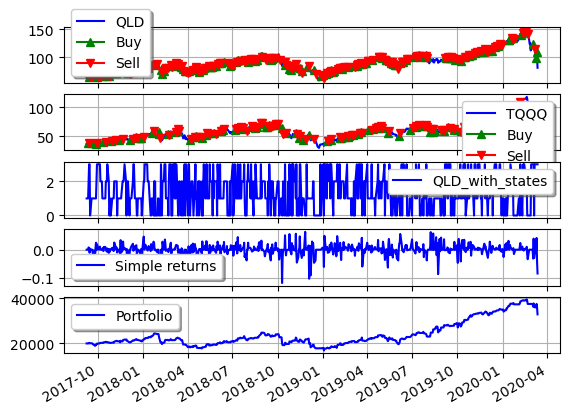 QLD
Buy
Sell
150
100
TQQQ
Buy
Sell
100
50
QLD_with_states
2
0
Simple returns
0.0
−0.1
Portfolio
40000
20000
2017-10
2018-01
2018-04
2018-07
2018-10
2019-01
2019-04
2019-07
2019-10
2020-01
2020-04